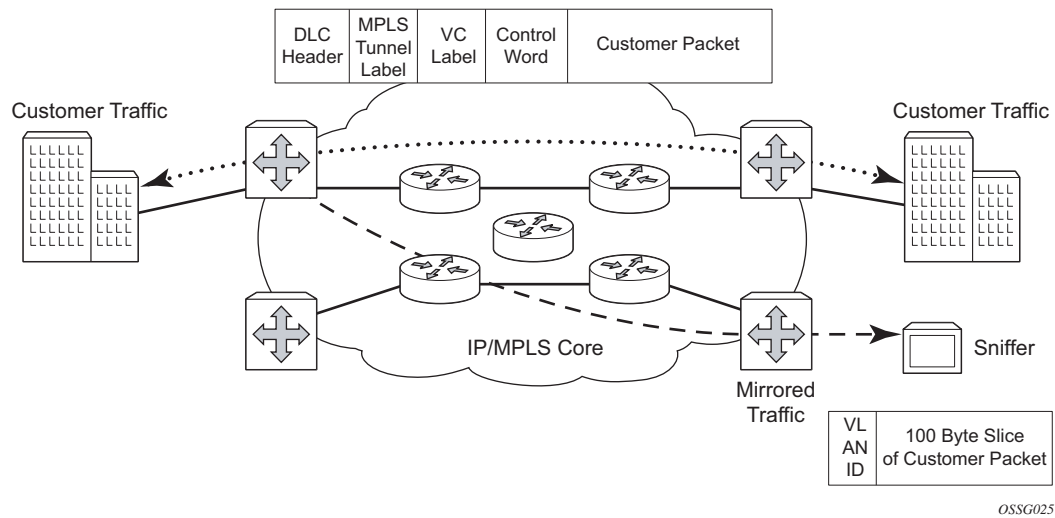 DLC
Header
MPLS
Tunnel
Label
VC
Label
Control
Word
Customer Packet
Customer Traffic
Customer Traffic
IP/MPLS Core
Sniffer
Mirrored
Traffic
VL
AN
ID
100 Byte Slice
of Customer Packet
OSSG025